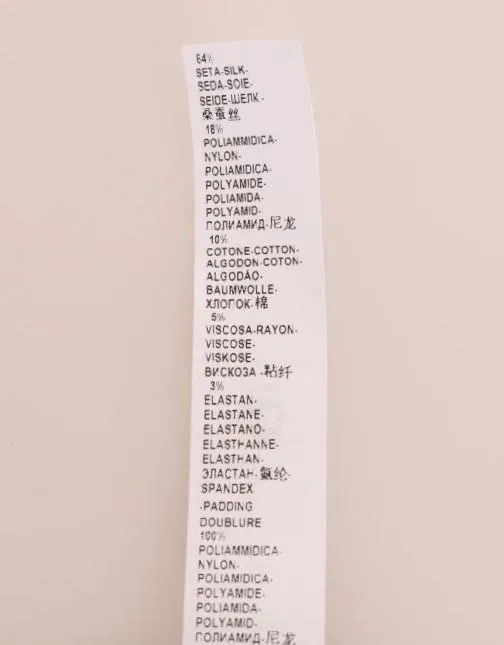 64%
SETA-SILK-
SEDA-SOIE-
SEIDE-ШЕЛК-
桑蚕丝
18%
POLIAMMIDICA-
NYLON-
POLIAMIDICA-
POLYAMIDE-
POLIAMIDA-
POLYAMID-
ПОЛИАМИД-尼龙
10%
COTONE-COTTON-
ALGODON-COTON-
ALGODÃO-
BAUMWOLLE-
ХЛОГОК-棉
5%
VISCOSA-RAYON-
VISCOSE-
VISKOSE-
ВИСКОЗА-粘纤
3%
ELASTAN-
ELASTANE-
ELASTANO-
ELASTHANNE-
ELASTHAN-
ЭЛАСТАН-氨纶-
SPANDEX
-PADDING
DOUBLURE
100%
POLIAMMIDICA-
NYLON-
POLIAMIDICA-
POLYAMIDE-
POLIAMIDA-
POLYAMID-
ПОЛИАМИД-尼龙